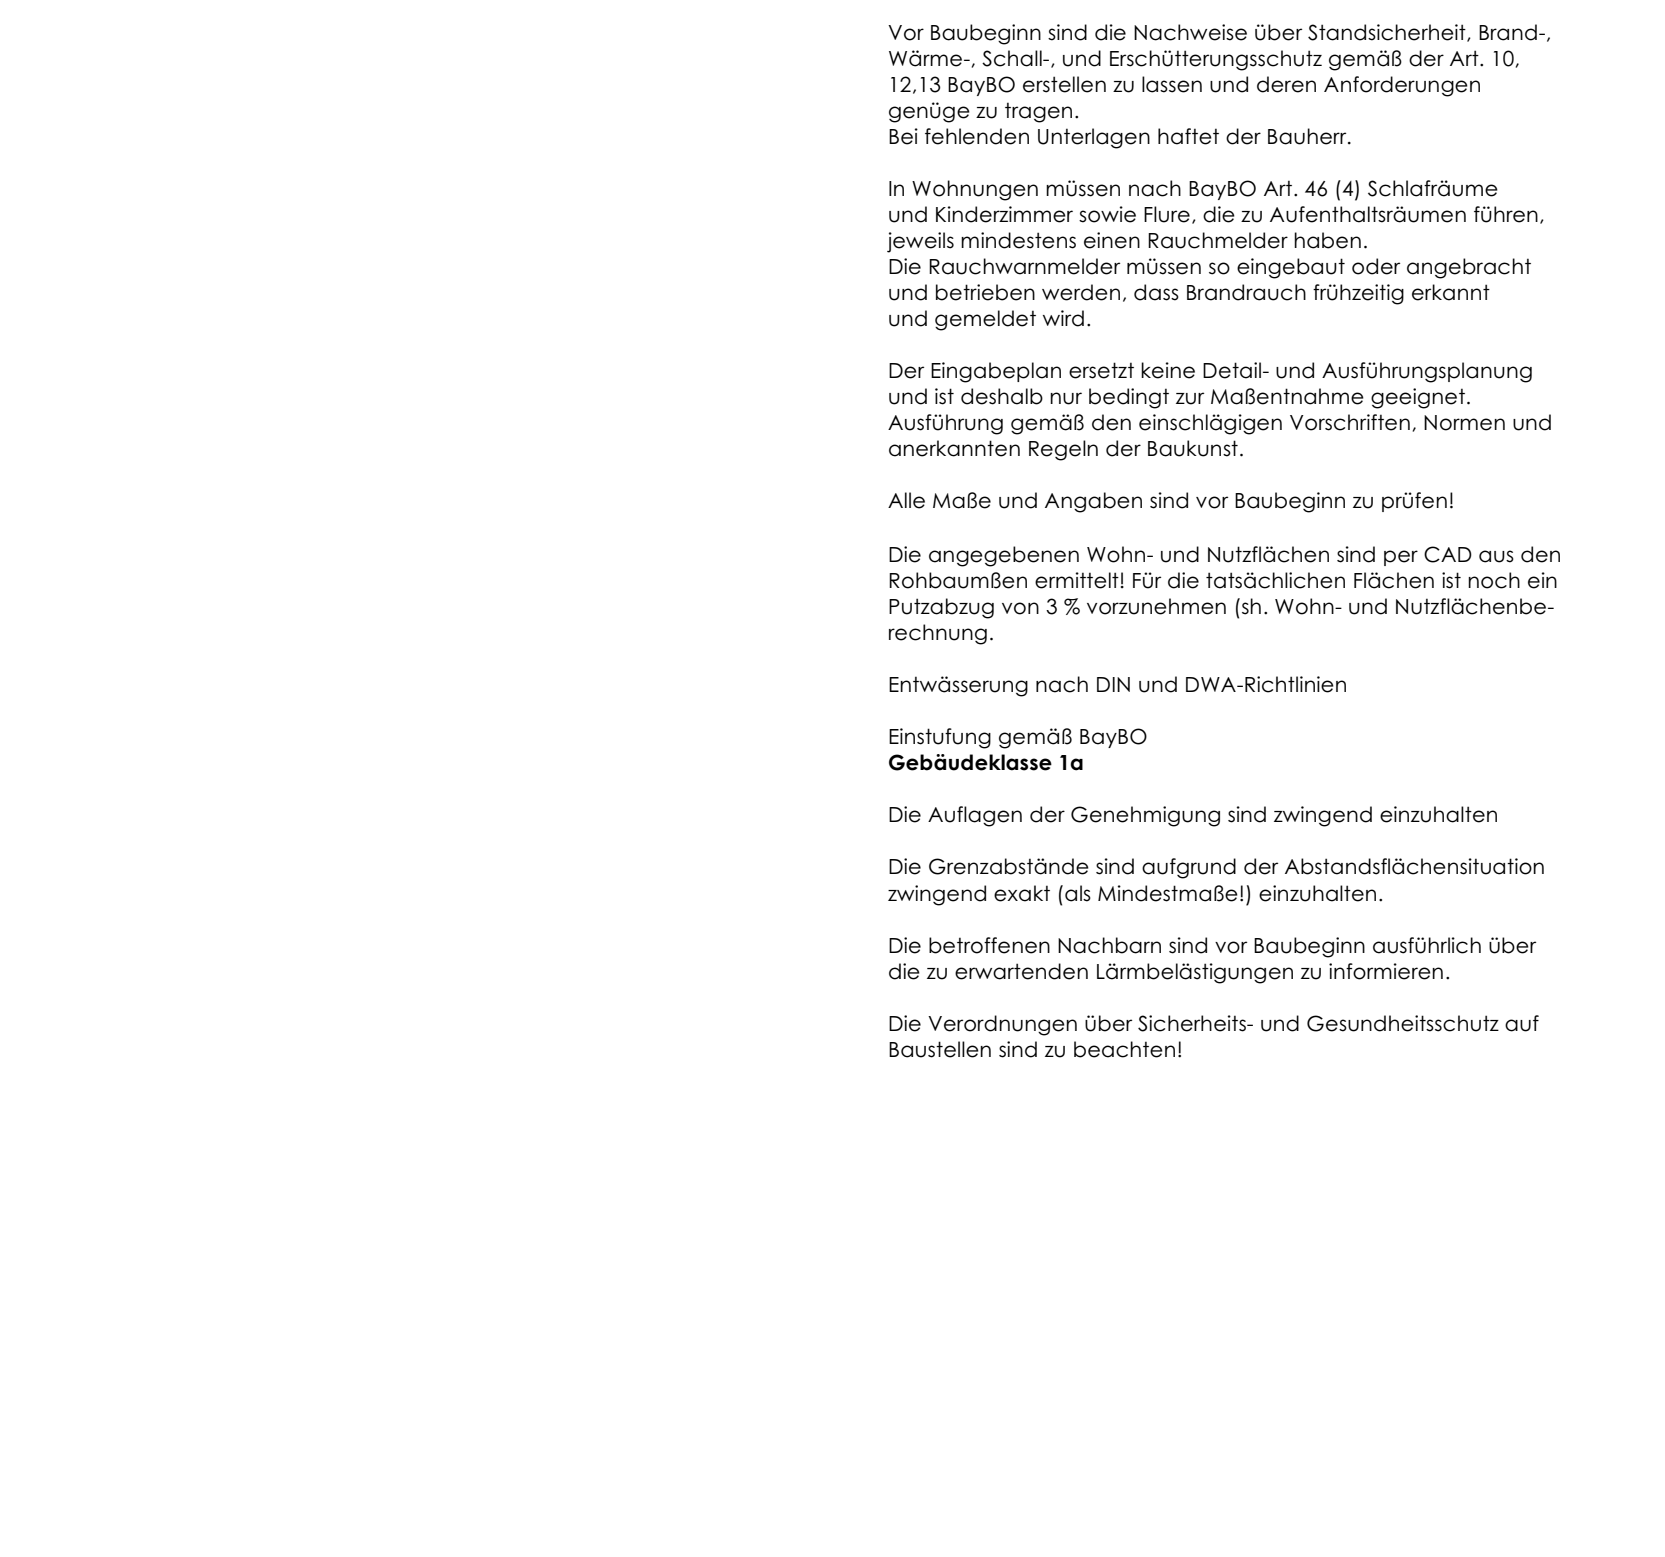 Vor Baubeginn sind die Nachweise über Standsicherheit, Brand-,
Wärme-, Schall-, und Erschütterungsschutz gemäß der Art. 10,
12,13 BayBO erstellen zu lassen und deren Anforderungen
genüge zu tragen.
Bei fehlenden Unterlagen haftet der Bauherr.
In Wohnungen müssen nach BayBO Art. 46 (4) Schlafräume
und Kinderzimmer sowie Flure, die zu Aufenthaltsräumen führen,
jeweils mindestens einen Rauchmelder haben.
Die Rauchwarnmelder müssen so eingebaut oder angebracht
und betrieben werden, dass Brandrauch frühzeitig erkannt
und gemeldet wird.
Der Eingabeplan ersetzt keine Detail- und Ausführungsplanung
und ist deshalb nur bedingt zur Maßentnahme geeignet.
Ausführung gemäß den einschlägigen Vorschriften, Normen und
anerkannten Regeln der Baukunst.
Alle Maße und Angaben sind vor Baubeginn zu prüfen!
Die angegebenen Wohn- und Nutzflächen sind per CAD aus den
Rohbaumßen ermittelt! Für die tatsächlichen Flächen ist noch ein
Putzabzug von 3 % vorzunehmen (sh. Wohn- und Nutzflächenbe-
rechnung.
Entwässerung nach DIN und DWA-Richtlinien
Einstufung gemäß BayBO
Gebäudeklasse 1a
Die Auflagen der Genehmigung sind zwingend einzuhalten
Die Grenzabstände sind aufgrund der Abstandsflächensituation
zwingend exakt (als Mindestmaße!) einzuhalten.
Die betroffenen Nachbarn sind vor Baubeginn ausführlich über
die zu erwartenden Lärmbelästigungen zu informieren.
Die Verordnungen über Sicherheits- und Gesundheitsschutz auf
Baustellen sind zu beachten!